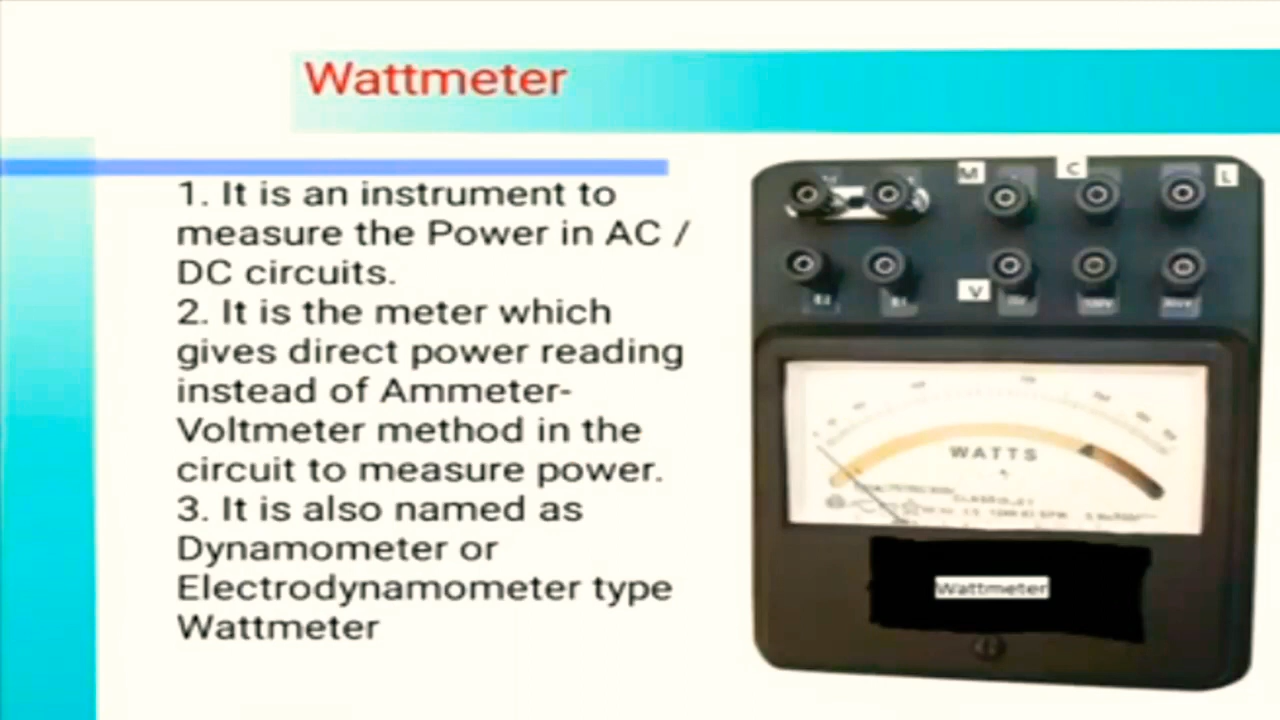 Wattmeter
1. It is an instrument to
measure the Power in AC /
DC circuits.
2. It is the meter which
gives direct power reading
instead of Ammeter-
Voltmeter method in the
circuit to measure power.
3. It is also named as
Dynamometer or
Electrodynamometer type
Wattmeter
M C L
V
WATTS
Wattmeter